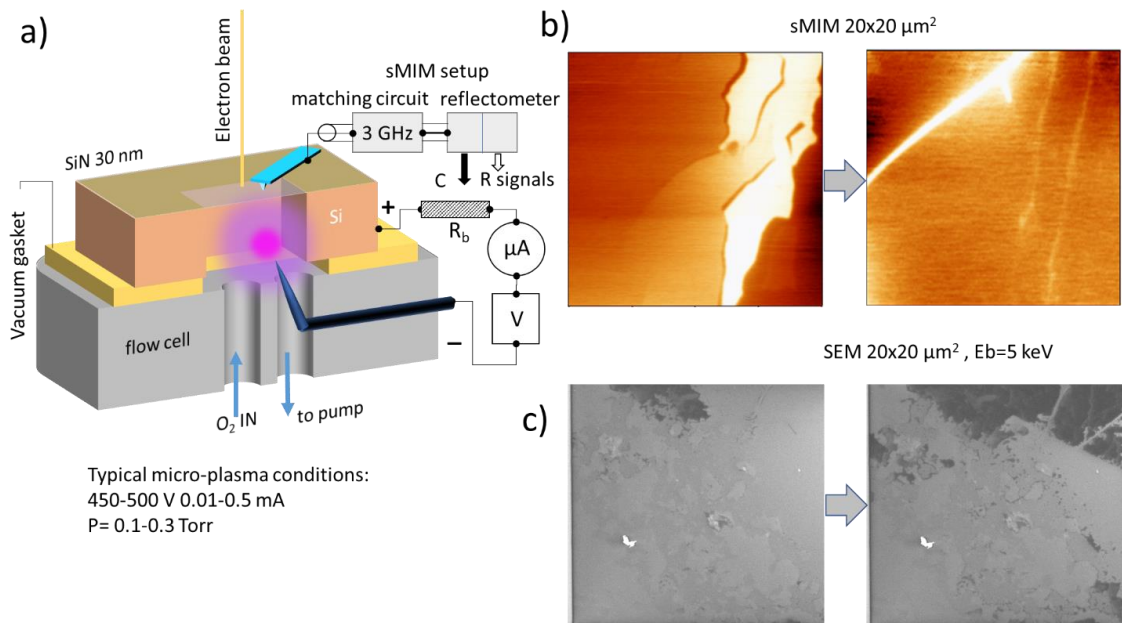 a)
Electron beam
sMIM setup
matching circuit
reflectometer
3 GHz
SiN 30 nm
C
R signals
Si
+
R_b
μA
V
−
Vacuum gasket
flow cell
O₂ IN
to pump
Typical micro-plasma conditions:
450-500 V 0.01-0.5 mA
P= 0.1-0.3 Torr
b)
sMIM 20x20 μm²
SEM 20x20 μm² , Eb=5 keV
c)